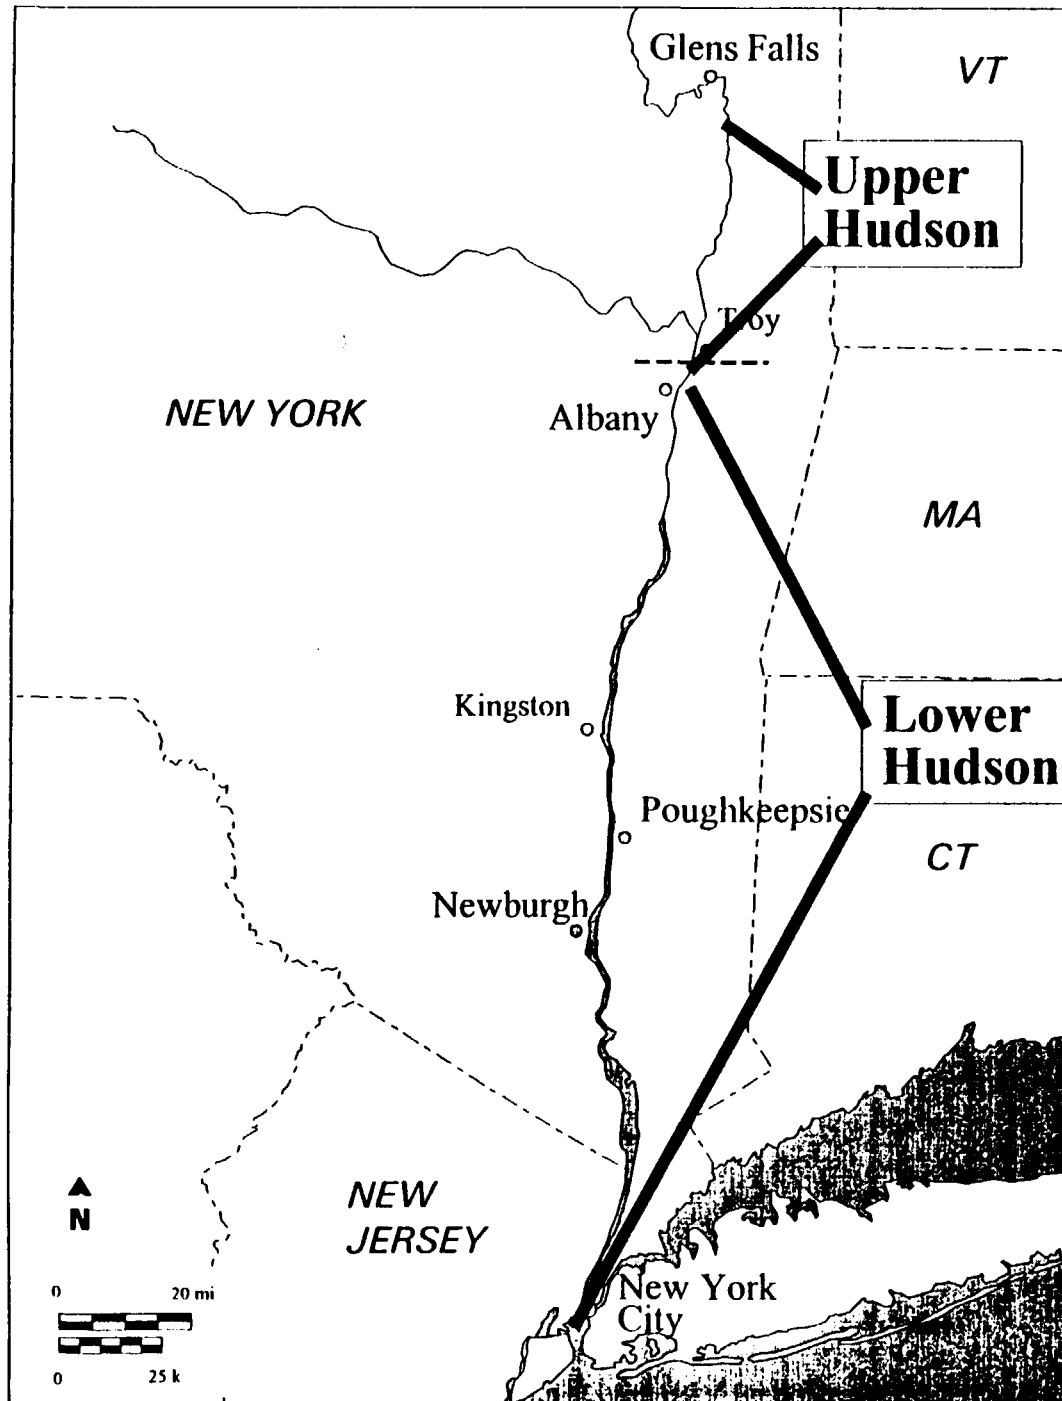 Glens Falls
VT
Upper
Hudson
Troy
NEW YORK
Albany
MA
Kingston
Lower
Hudson
Poughkeepsie
CT
Newburgh
N
NEW
JERSEY
0 20 mi
New York
City
0 25 k